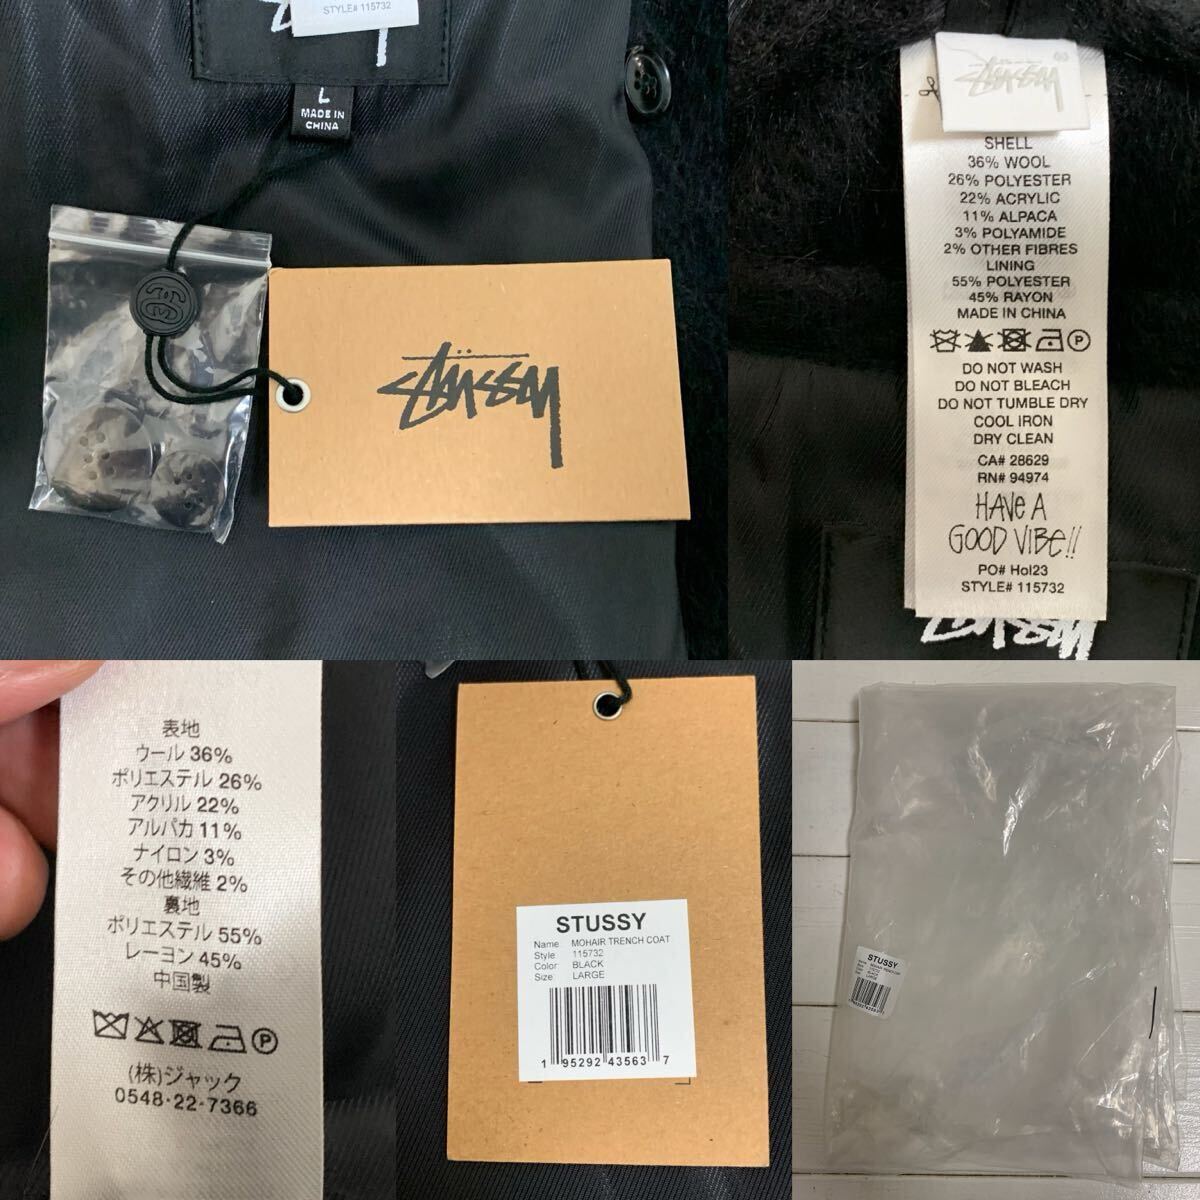 STYLE# 115732
L
MADE IN
CHINA
STÜSSY
STÜSSY
SHELL
36% WOOL
26% POLYESTER
22% ACRYLIC
11% ALPACA
3% POLYAMIDE
2% OTHER FIBRES
LINING
55% POLYESTER
45% RAYON
MADE IN CHINA
P
DO NOT WASH
DO NOT BLEACH
DO NOT TUMBLE DRY
COOL IRON
DRY CLEAN
CA# 28629
RN# 94974
HAVE A
GOOD VIBE!!
PO# Hol23
STYLE# 115732
表地
ウール 36%
ポリエステル 26%
アクリル 22%
アルパカ 11%
ナイロン 3%
その他繊維 2%
裏地
ポリエステル 55%
レーヨン 45%
中国製
P
(株)ジャック
0548・22・7366
STUSSY
Name MOHAIR TRENCH COAT
Style 115732
Color: BLACK
Size: LARGE
1 95292 43563 7
STUSSY
MOHAIR TRENCH COAT
115732
BLACK
LARGE